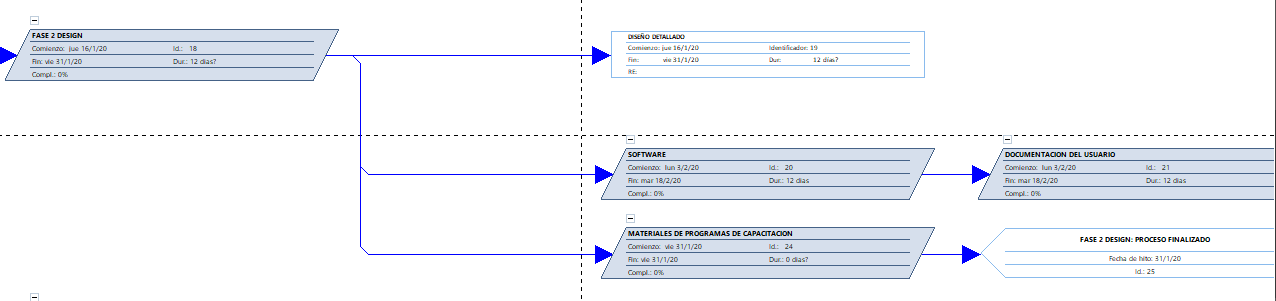 FASE 2 DESIGN
Comienzo: jue 16/1/20 Id.: 18
Fin: vie 31/1/20 Dur.: 12 días?
Compl.: 0%
DISEÑO DETALLADO
Comienzo: jue 16/1/20 Identificador: 19
Fin: vie 31/1/20 Dur: 12 días?
RE:
SOFTWARE
Comienzo: lun 3/2/20 Id.: 20
Fin: mar 18/2/20 Dur.: 12 días
Compl.: 0%
DOCUMENTACION DEL USUARIO
Comienzo: lun 3/2/20 Id.: 21
Fin: mar 18/2/20 Dur.: 12 días
Compl.: 0%
MATERIALES DE PROGRAMAS DE CAPACITACION
Comienzo: vie 31/1/20 Id.: 24
Fin: vie 31/1/20 Dur.: 0 días?
Compl.: 0%
FASE 2 DESIGN: PROCESO FINALIZADO
Fecha de hito: 31/1/20
Id.: 25